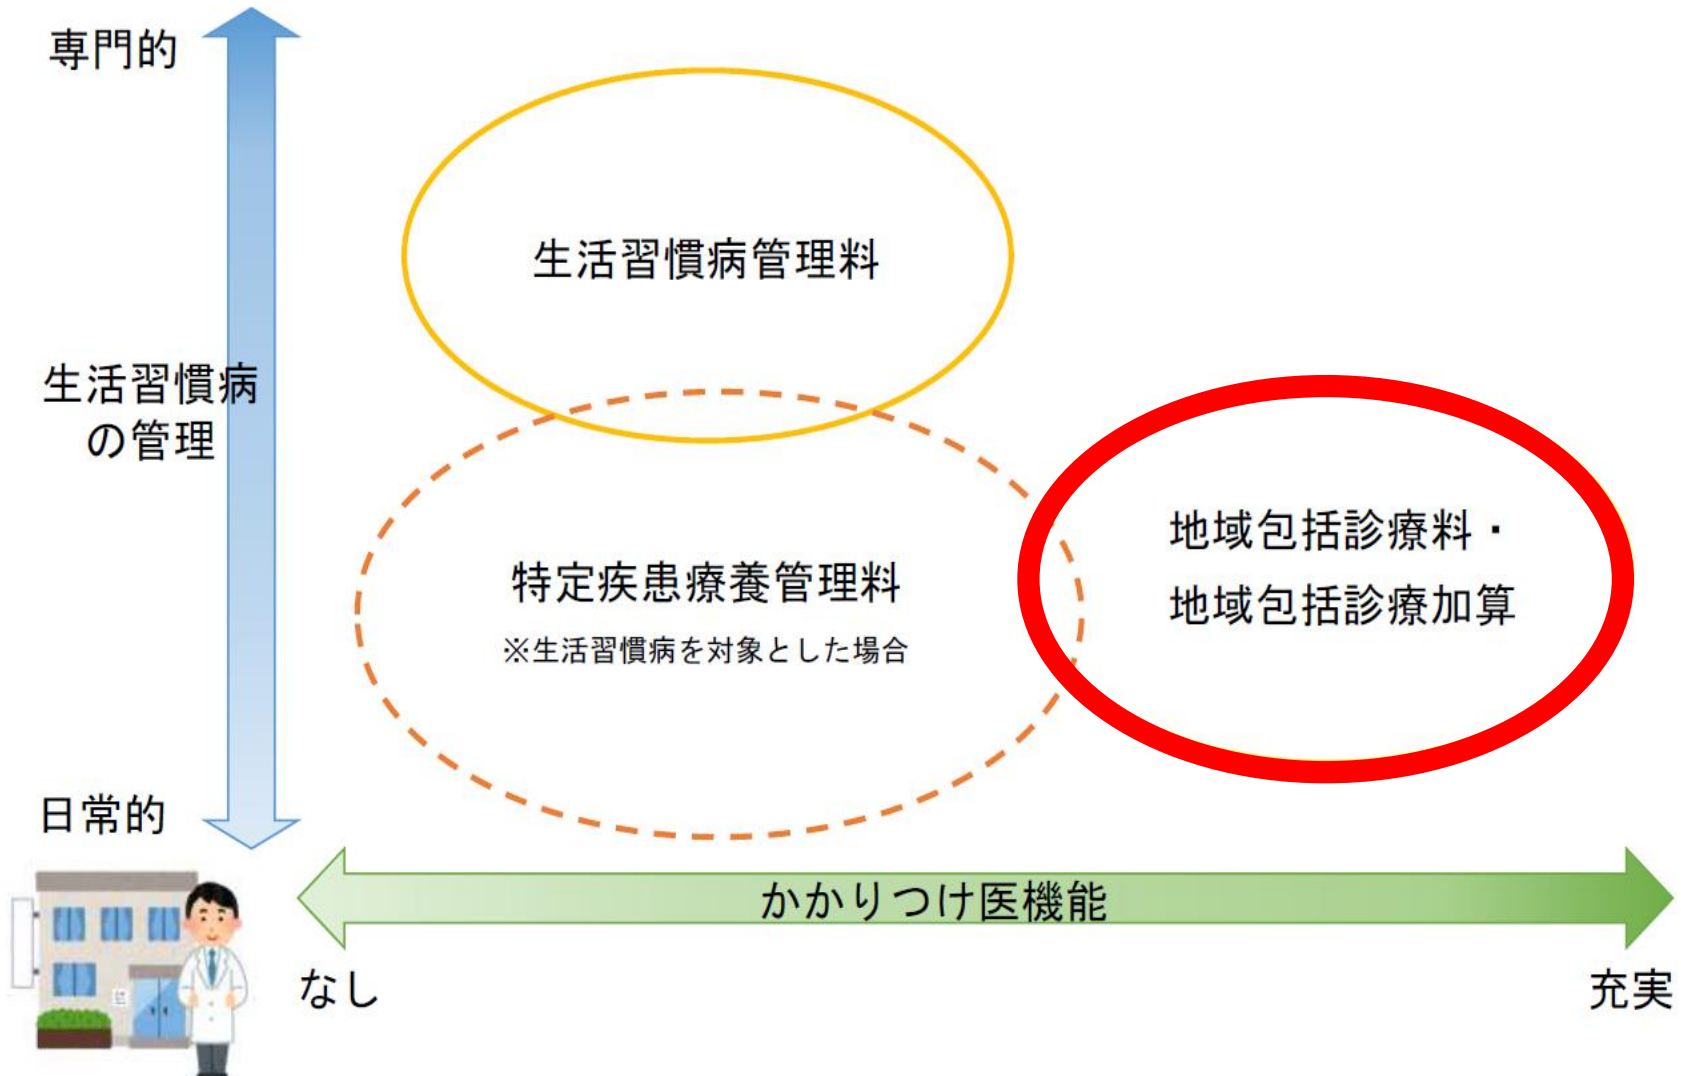 専門的
生活習慣病管理料
生活習慣病
の管理
地域包括診療料・
地域包括診療加算
特定疾患療養管理料
※生活習慣病を対象とした場合
日常的
かかりつけ医機能
なし
充実